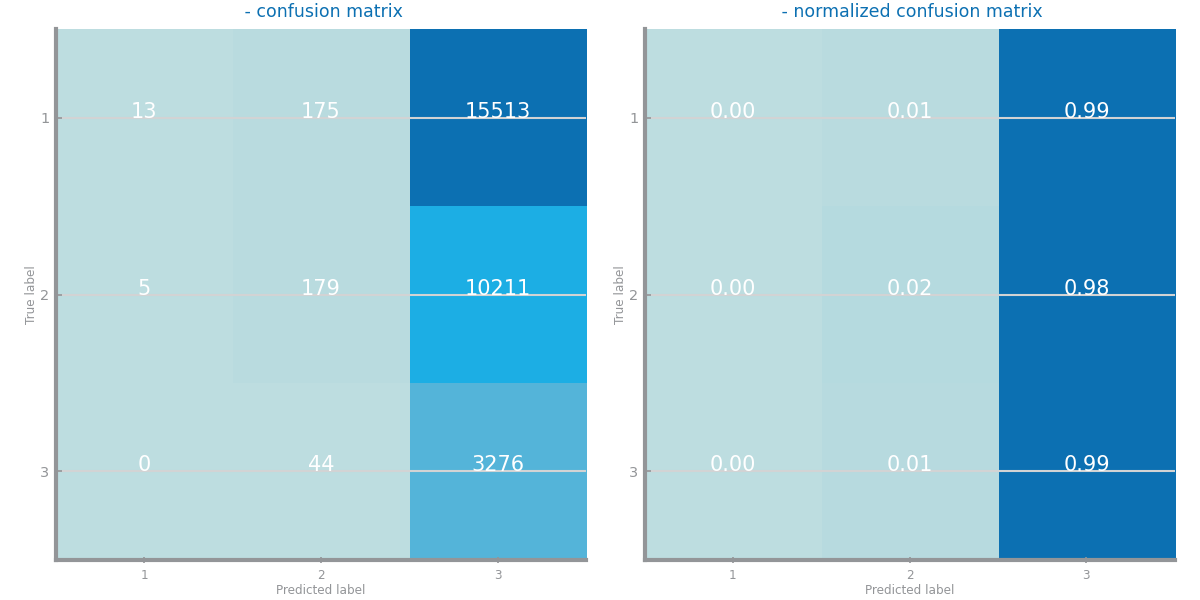 - confusion matrix
13 175 15513
5 179 10211
0 44 3276
1
2
3
True label
1 2 3
Predicted label
- normalized confusion matrix
0.00 0.01 0.99
0.00 0.02 0.98
0.00 0.01 0.99
1
2
3
True label
1 2 3
Predicted label